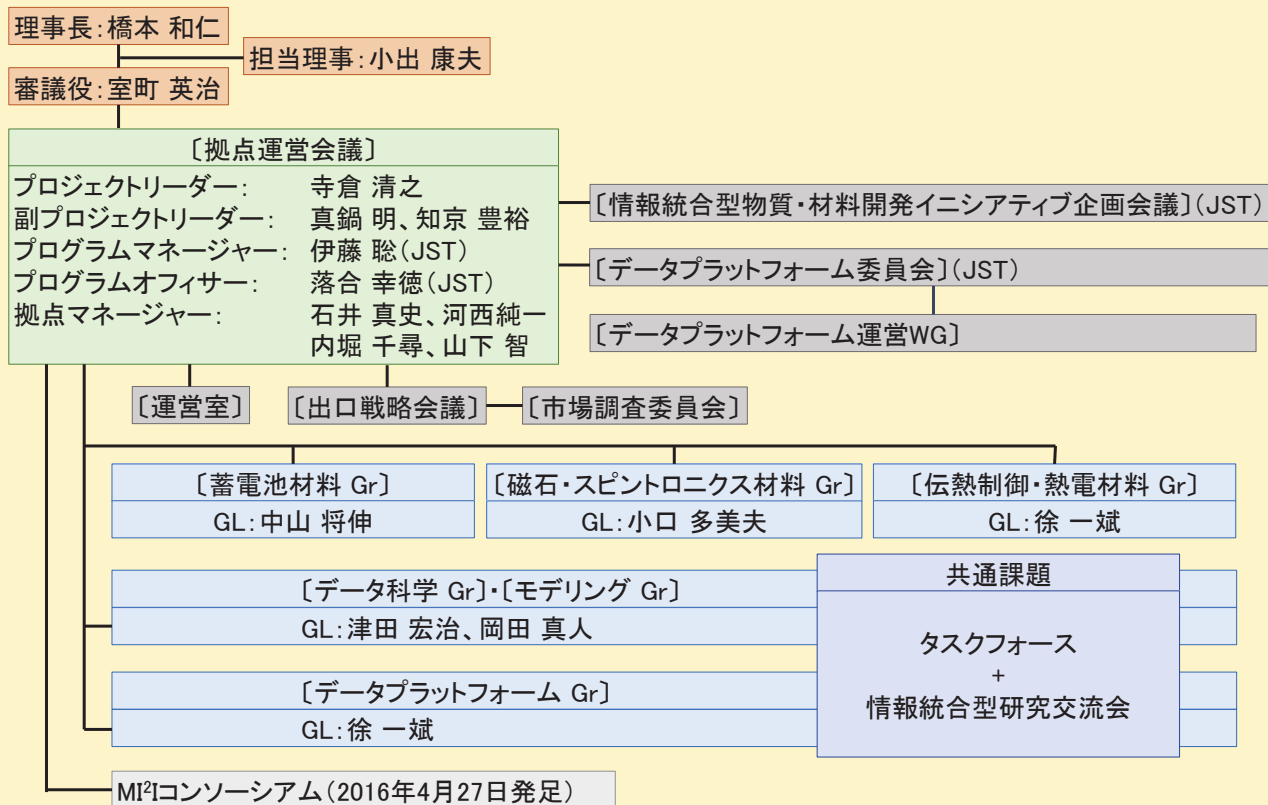 理事長：橋本 和仁
担当理事：小出 康夫
審議役：室町 英治
〔拠点運営会議〕
プロジェクトリーダー： 寺倉 清之
副プロジェクトリーダー： 真鍋 明、知京 豊裕
プログラムマネージャー： 伊藤 聡（JST）
プログラムオフィサー： 落合 幸徳（JST）
拠点マネージャー： 石井 真史、河西純一
内堀 千尋、山下 智
〔情報統合型物質・材料開発イニシアティブ企画会議〕（JST）
〔データプラットフォーム委員会〕（JST）
〔データプラットフォーム運営WG〕
〔運営室〕
〔出口戦略会議〕
〔市場調査委員会〕
〔蓄電池材料 Gr〕
GL：中山 将伸
〔磁石・スピントロニクス材料 Gr〕
GL：小口 多美夫
〔伝熱制御・熱電材料 Gr〕
GL：徐 一斌
〔データ科学 Gr〕・〔モデリング Gr〕
GL：津田 宏治、岡田 真人
〔データプラットフォーム Gr〕
GL：徐 一斌
共通課題
タスクフォース
+
情報統合型研究交流会
MI²Iコンソーシアム（2016年4月27日発足）